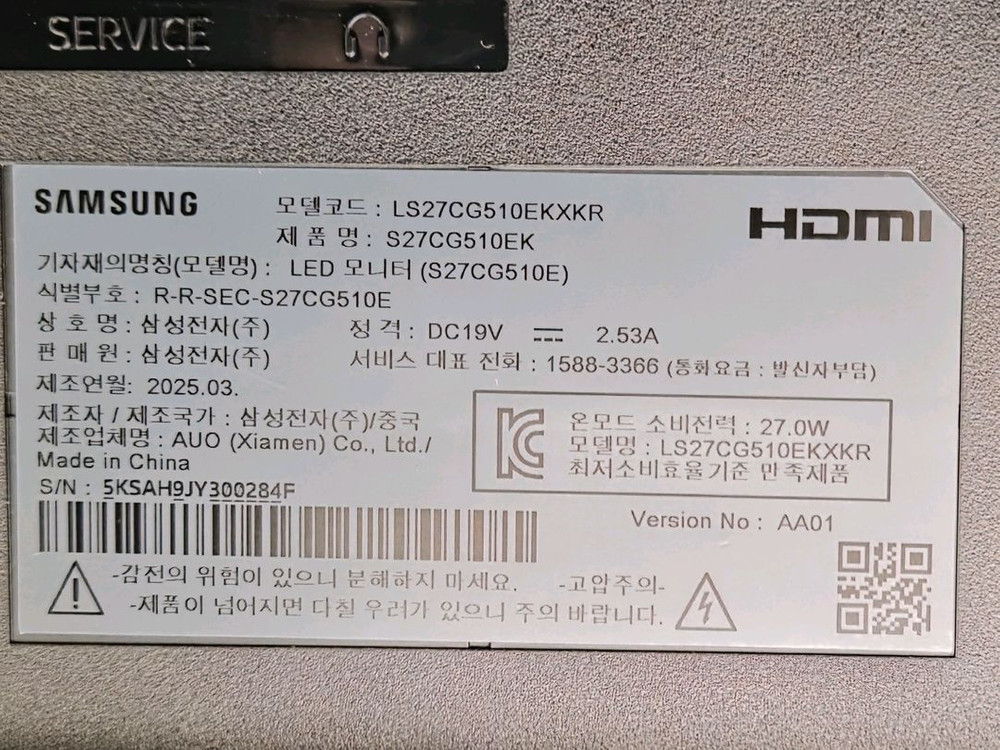 SERVICE
SAMSUNG
모델코드 : LS27CG510EKXKR
제 품 명 : S27CG510EK
HDMI
기자재의명칭(모델명) : LED 모니터 (S27CG510E)
식별부호 : R-R-SEC-S27CG510E
상 호 명 : 삼성전자(주) 정 격 : DC19V 2.53A
판 매 원 : 삼성전자(주) 서비스 대표 전화 : 1588-3366 (통화요금 : 발신자부담)
제조연월: 2025.03.
제조자 / 제조국가 : 삼성전자(주)/중국
제조업체명 : AUO (Xiamen) Co., Ltd./
Made in China
S/N : 5KSAH9JY300284F
온모드 소비전력 : 27.0W
모델명 : LS27CG510EKXKR
최저소비효율기준 만족제품
Version No : AA01
-감전의 위험이 있으니 분해하지 마세요. -고압주의-
-제품이 넘어지면 다칠 우려가 있으니 주의 바랍니다.